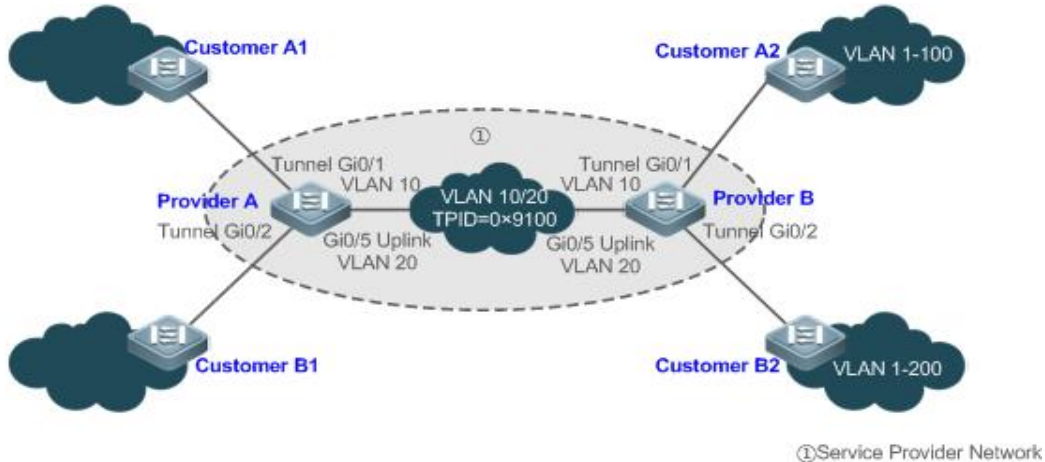 Customer A1
Customer A2
VLAN 1-100
①
Tunnel Gi0/1
VLAN 10
Tunnel Gi0/1
VLAN 10
Provider A
VLAN 10/20
TPID=0×9100
Provider B
Tunnel Gi0/2
Gi0/5 Uplink
VLAN 20
Gi0/5 Uplink
VLAN 20
Tunnel Gi0/2
Customer B1
Customer B2
VLAN 1-200
①Service Provider Network